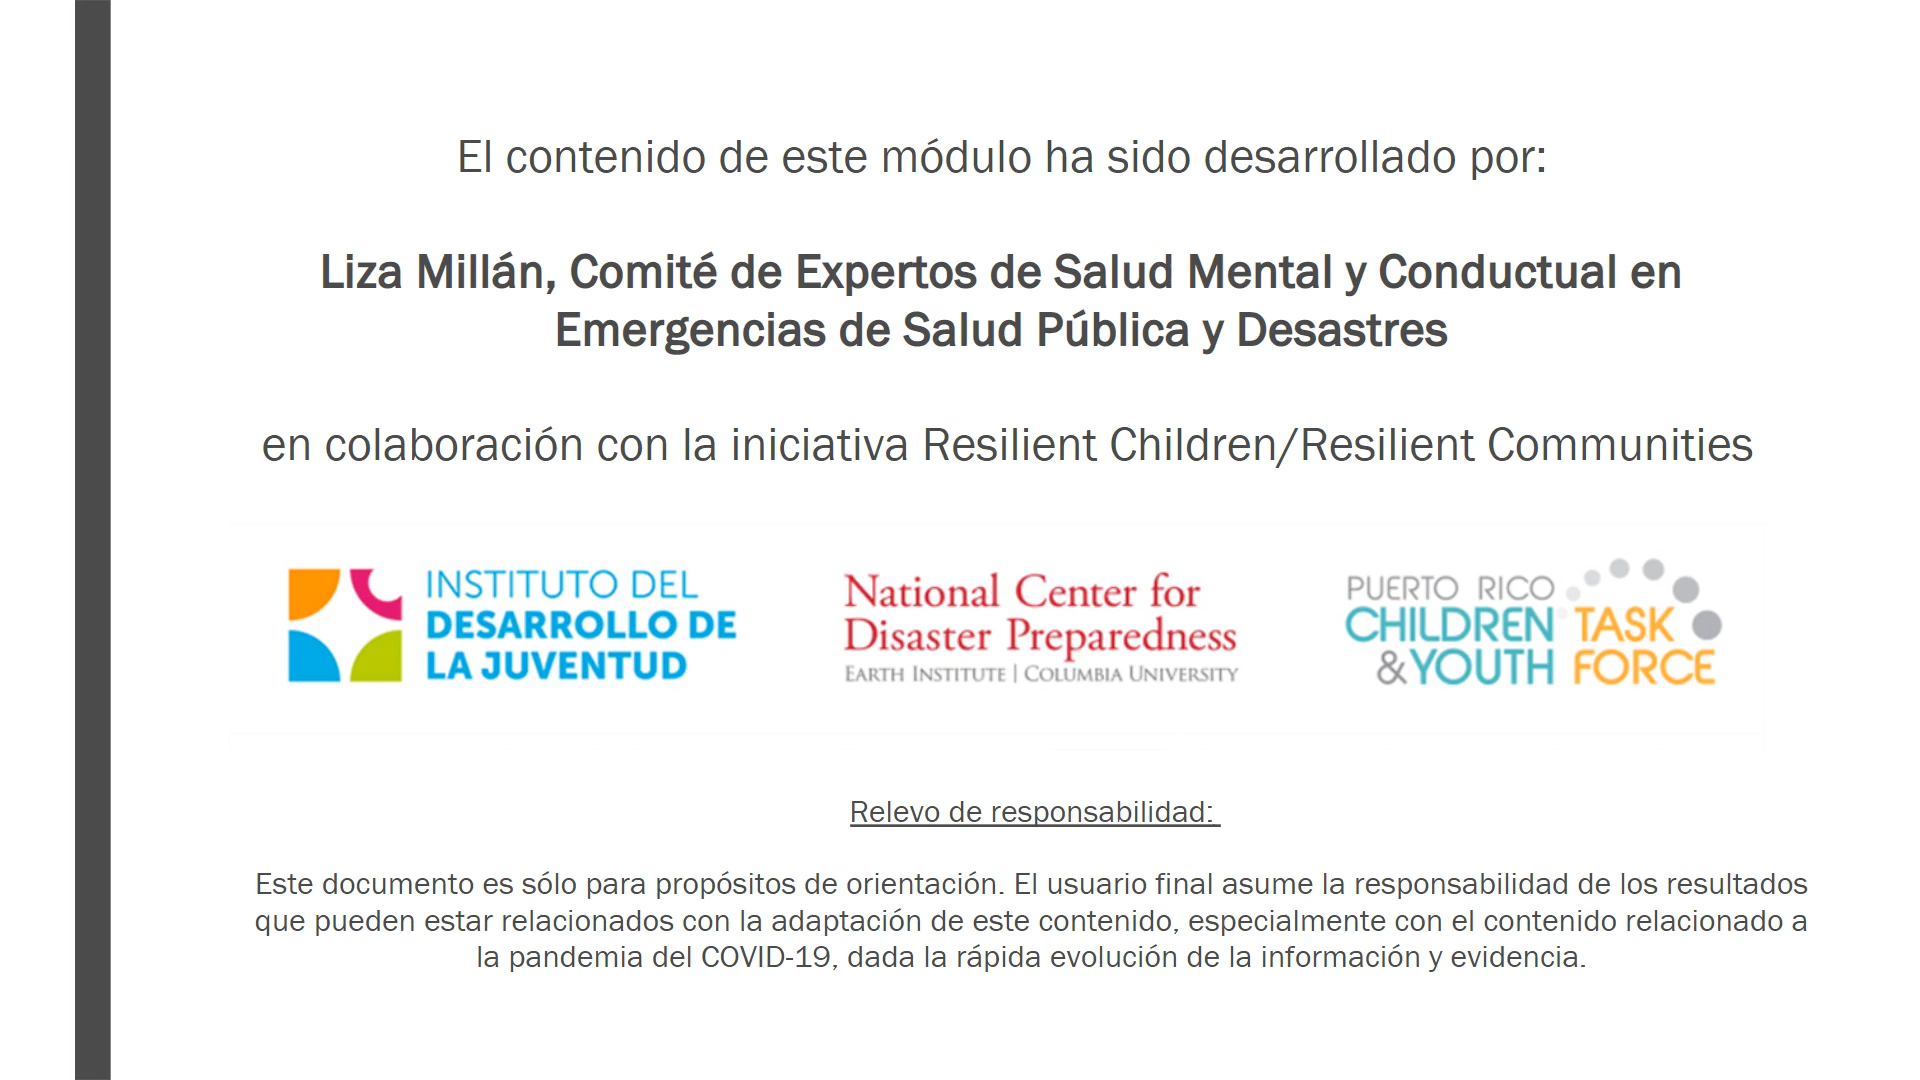 El contenido de este módulo ha sido desarrollado por:
Liza Millán, Comité de Expertos de Salud Mental y Conductual en
Emergencias de Salud Pública y Desastres
en colaboración con la iniciativa Resilient Children/Resilient Communities
INSTITUTO DEL
DESARROLLO DE
LA JUVENTUD
National Center for
Disaster Preparedness
EARTH INSTITUTE | COLUMBIA UNIVERSITY
PUERTO RICO
CHILDREN TASK
&YOUTH FORCE
Relevo de responsabilidad:
Este documento es sólo para propósitos de orientación. El usuario final asume la responsabilidad de los resultados
que pueden estar relacionados con la adaptación de este contenido, especialmente con el contenido relacionado a
la pandemia del COVID-19, dada la rápida evolución de la información y evidencia.